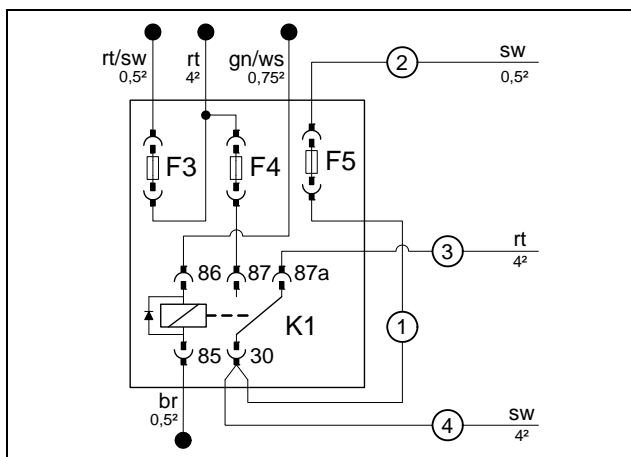 rt/sw
0,5²
rt
4²
gn/ws
0,75²
2
sw
0,5²
F3
F4
F5
3
rt
4²
86
87
87a
K1
1
85
30
br
0,5²
4
sw
4²